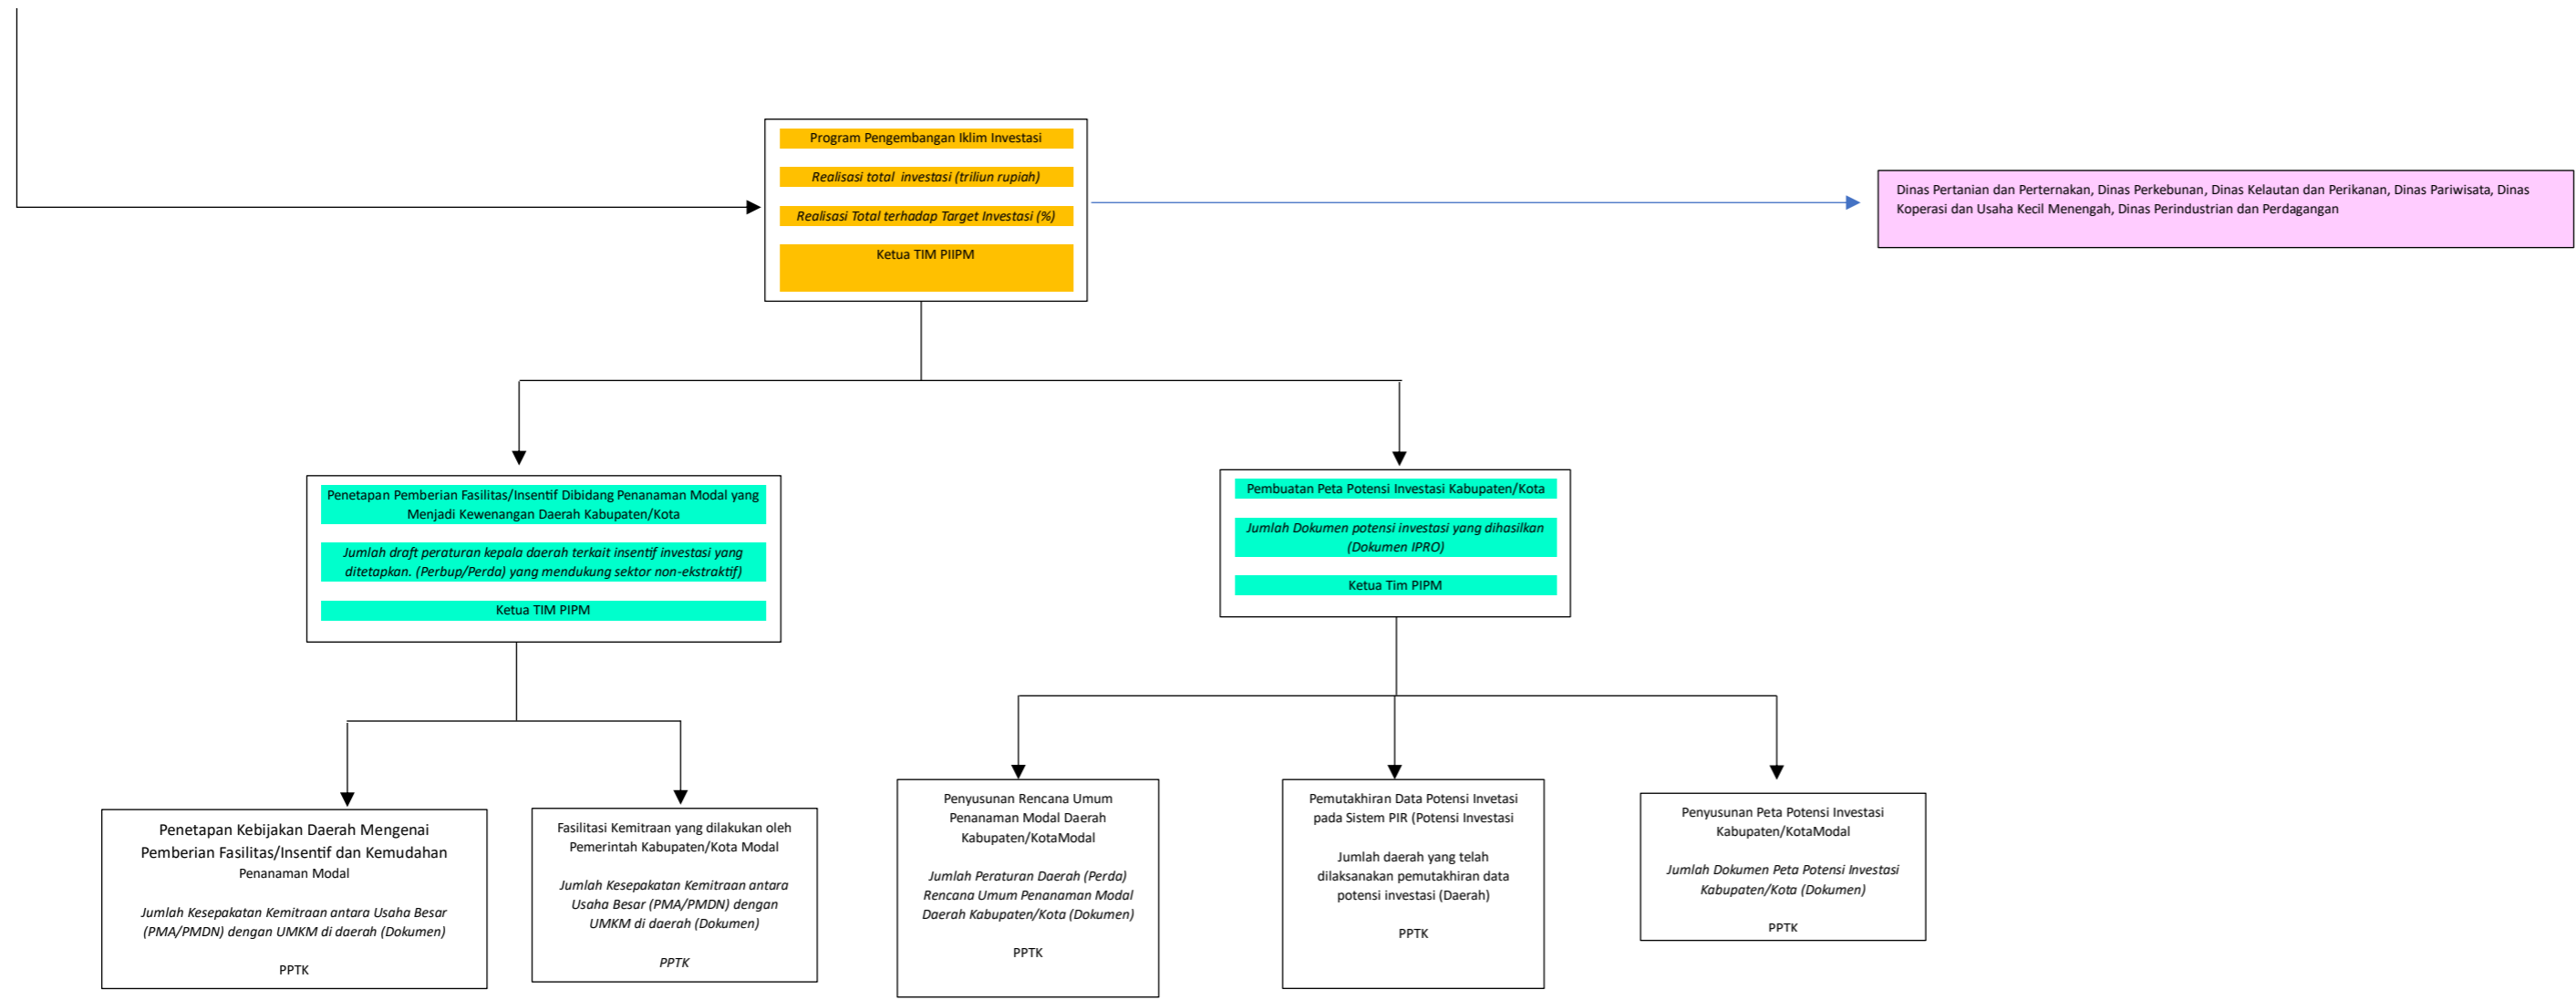 Program Pengembangan Iklim Investasi
Realisasi total  investasi (triliun rupiah)
Realisasi Total terhadap Target Investasi (%)
Ketua TIM PIIPM
Dinas Pertanian dan Perternakan, Dinas Perkebunan, Dinas Kelautan dan Perikanan, Dinas Pariwisata, Dinas
Koperasi dan Usaha Kecil Menengah, Dinas Perindustrian dan Perdagangan
Penetapan Pemberian Fasilitas/Insentif Dibidang Penanaman Modal yang
Menjadi Kewenangan Daerah Kabupaten/Kota
Jumlah draft peraturan kepala daerah terkait insentif investasi yang
ditetapkan. (Perbup/Perda) yang mendukung sektor non-ekstraktif)
Ketua TIM PIPM
Pembuatan Peta Potensi Investasi Kabupaten/Kota
Jumlah Dokumen potensi investasi yang dihasilkan
(Dokumen IPRO)
Ketua Tim PIPM
Penetapan Kebijakan Daerah Mengenai
Pemberian Fasilitas/Insentif dan Kemudahan
Penanaman Modal
Jumlah Kesepakatan Kemitraan antara Usaha Besar
(PMA/PMDN) dengan UMKM di daerah (Dokumen)
PPTK
Fasilitasi Kemitraan yang dilakukan oleh
Pemerintah Kabupaten/Kota Modal
Jumlah Kesepakatan Kemitraan antara
Usaha Besar (PMA/PMDN) dengan
UMKM di daerah (Dokumen)
PPTK
Penyusunan Rencana Umum
Penanaman Modal Daerah
Kabupaten/KotaModal
Jumlah Peraturan Daerah (Perda)
Rencana Umum Penanaman Modal
Daerah Kabupaten/Kota (Dokumen)
PPTK
Pemutakhiran Data Potensi Invetasi
pada Sistem PIR (Potensi Investasi
Jumlah daerah yang telah
dilaksanakan pemutakhiran data
potensi investasi (Daerah)
PPTK
Penyusunan Peta Potensi Investasi
Kabupaten/KotaModal
Jumlah Dokumen Peta Potensi Investasi
Kabupaten/Kota (Dokumen)
PPTK